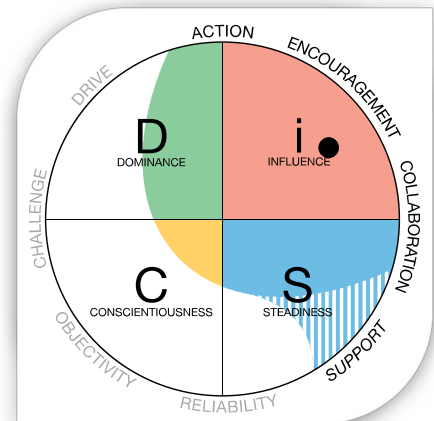 ACTION
ENCOURAGEMENT
DRIVE
D
DOMINANCE
i
INFLUENCE
CHALLENGE
COLLABORATION
C
CONSCIENTIOUSNESS
S
STEADINESS
OBJECTIVITY
SUPPORT
RELIABILITY